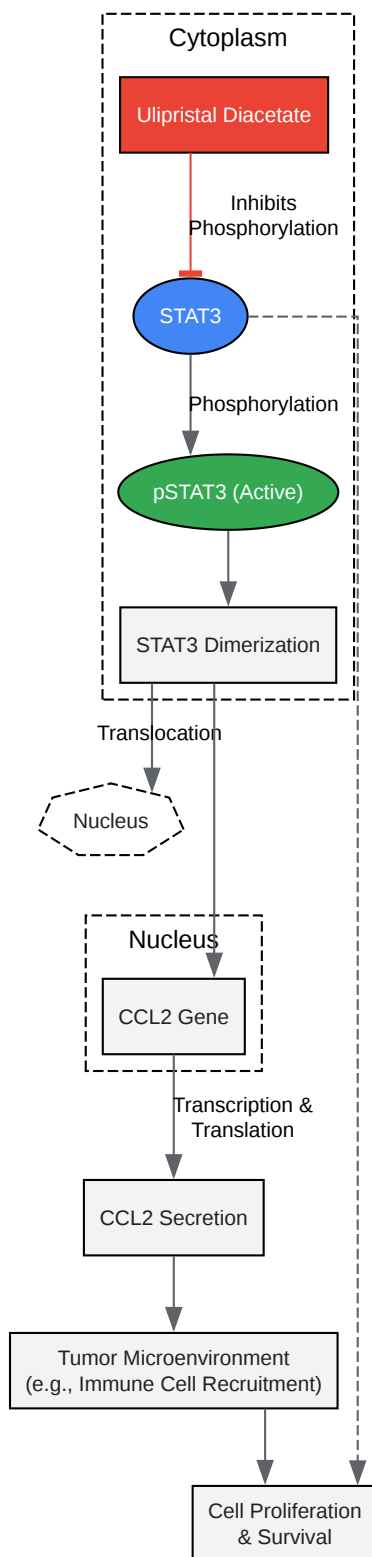 Cytoplasm
Ulipristal Diacetate
Inhibits
Phosphorylation
STAT3
Phosphorylation
pSTAT3 (Active)
STAT3 Dimerization
Translocation
Nucleus
Nucleus
CCL2 Gene
Transcription &
Translation
CCL2 Secretion
Tumor Microenvironment
(e.g., Immune Cell Recruitment)
Cell Proliferation
& Survival